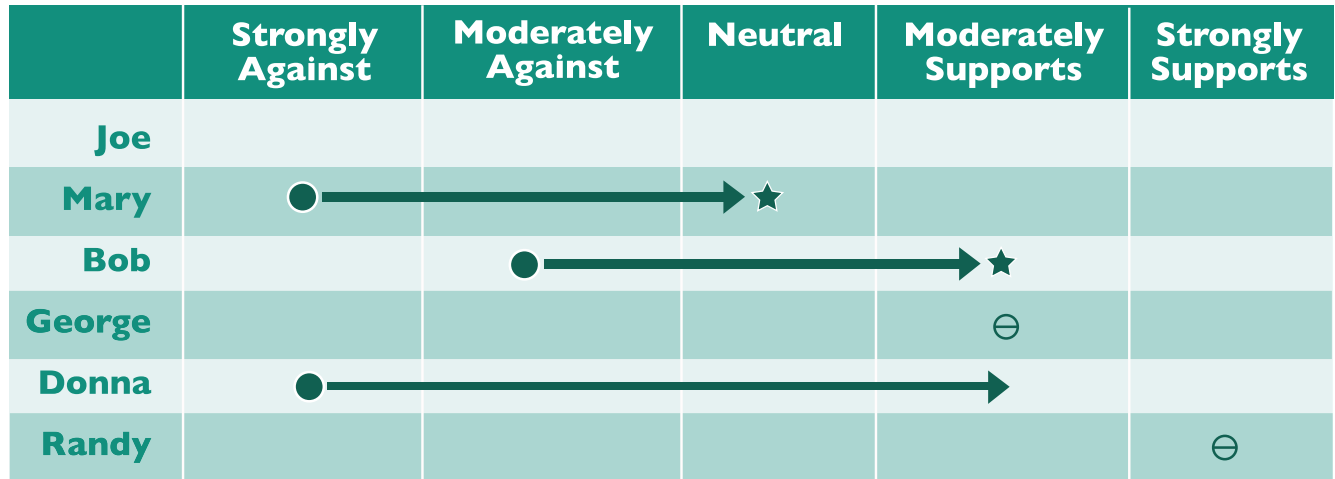 Strongly Against
Moderately Against
Neutral
Moderately Supports
Strongly Supports
Joe
Mary
Bob
George
Donna
Randy